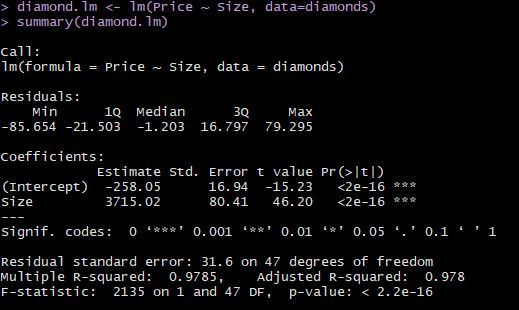 > diamond.lm <- lm(Price ~ Size, data=diamonds)
> summary(diamond.lm)

Call:
lm(formula = Price ~ Size, data = diamonds)

Residuals:
    Min      1Q  Median      3Q     Max
-85.654 -21.503  -1.203  16.797  79.295

Coefficients:
            Estimate Std. Error t value Pr(>|t|)
(Intercept)  -258.05      16.94  -15.23   <2e-16 ***
Size         3715.02      80.41   46.20   <2e-16 ***
---
Signif. codes:  0 ‘***’ 0.001 ‘**’ 0.01 ‘*’ 0.05 ‘.’ 0.1 ‘ ’ 1

Residual standard error: 31.6 on 47 degrees of freedom
Multiple R-squared:  0.9785,    Adjusted R-squared:  0.978
F-statistic:  2135 on 1 and 47 DF,  p-value: < 2.2e-16